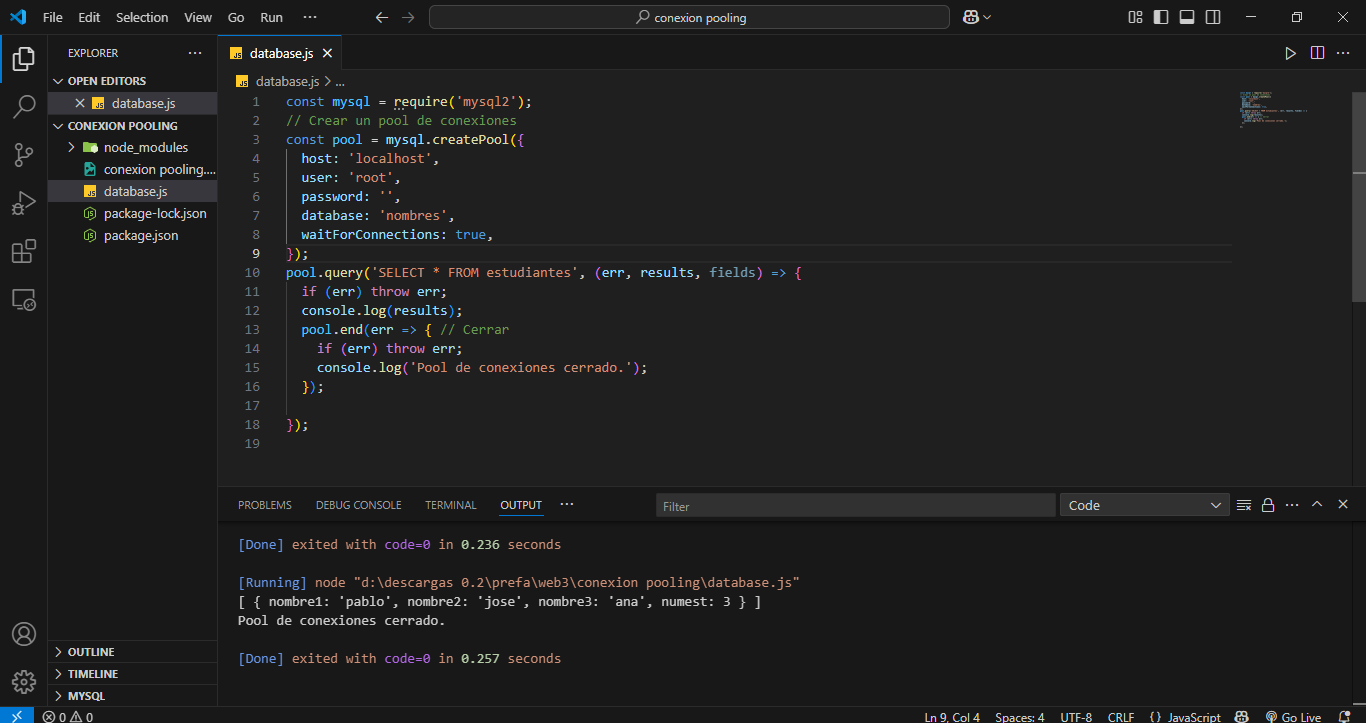 File Edit Selection View Go Run ··· conexion pooling
EXPLORER ···
OPEN EDITORS
database.js
CONEXION POOLING
node_modules
conexion pooling....
database.js
package-lock.json
package.json
OUTLINE
TIMELINE
MYSQL
database.js
database.js > ...
1 const mysql = require('mysql2');
2 // Crear un pool de conexiones
3 const pool = mysql.createPool({
4 host: 'localhost',
5 user: 'root',
6 password: '',
7 database: 'nombres',
8 waitForConnections: true,
9 });
10 pool.query('SELECT * FROM estudiantes', (err, results, fields) => {
11 if (err) throw err;
12 console.log(results);
13 pool.end(err => { // Cerrar
14 if (err) throw err;
15 console.log('Pool de conexiones cerrado.');
16 });
17
18 });
19
PROBLEMS DEBUG CONSOLE TERMINAL OUTPUT ··· Filter Code
[Done] exited with code=0 in 0.236 seconds
[Running] node "d:\descargas 0.2\prefa\web3\conexion pooling\database.js"
[ { nombre1: 'pablo', nombre2: 'jose', nombre3: 'ana', numest: 3 } ]
Pool de conexiones cerrado.
[Done] exited with code=0 in 0.257 seconds
0 0 Ln 9, Col 4 Spaces: 4 UTF-8 CRLF {} JavaScript Go Live